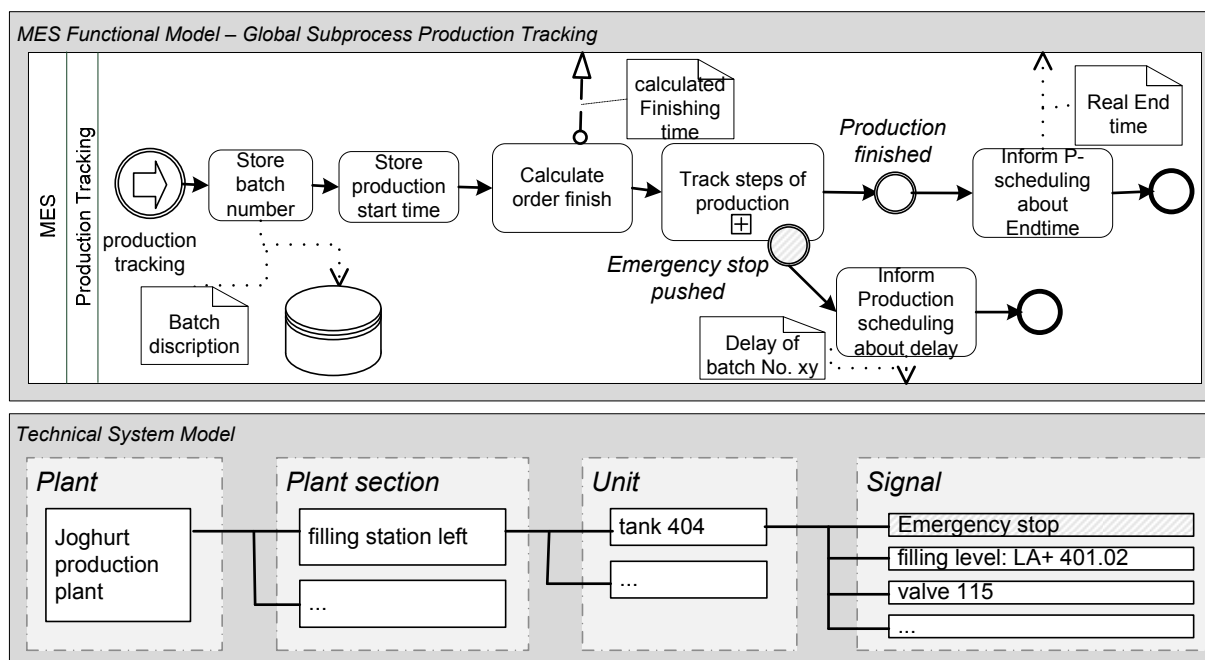 MES Functional Model – Global Subprocess Production Tracking
MES
Production Tracking
production
tracking
Store
batch
number
Store
production
start time
Calculate
order finish
calculated
Finishing
time
Track steps of
production
Production
finished
Inform P-
scheduling
about
Endtime
Real End
time
Emergency stop
pushed
Inform
Production
scheduling
about delay
Batch
discription
Delay of
batch No. xy
Technical System Model
Plant
Joghurt
production
plant
Plant section
filling station left
...
Unit
tank 404
...
Signal
Emergency stop
filling level: LA+ 401.02
valve 115
...